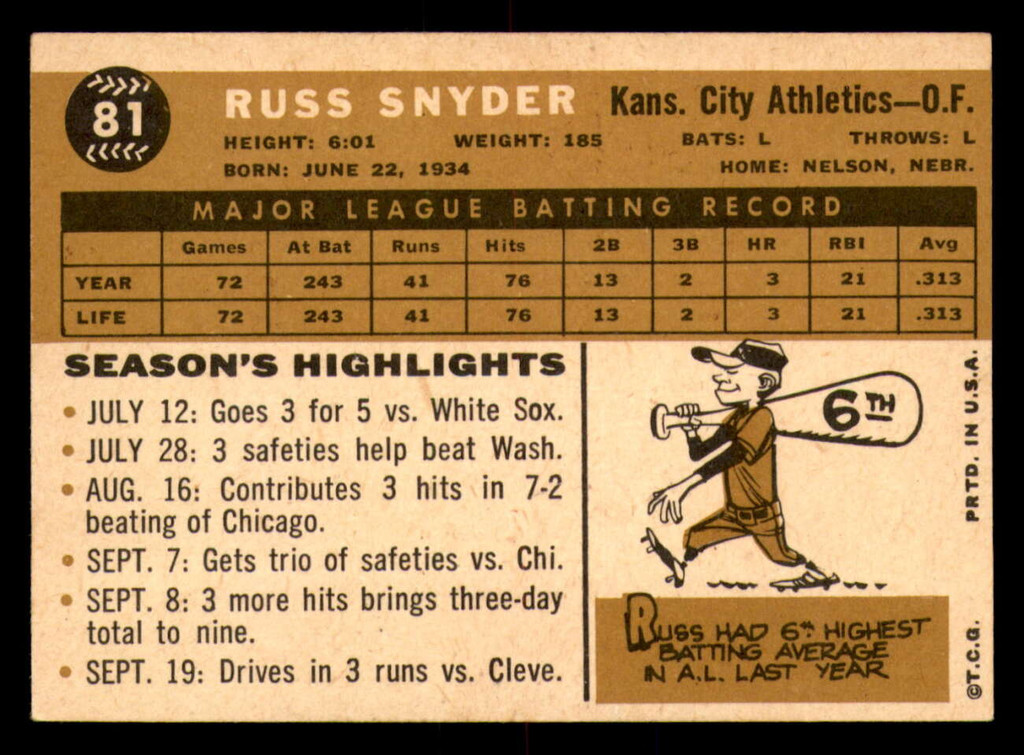 81
RUSS SNYDER Kans. City Athletics—O.F.
HEIGHT: 6:01 WEIGHT: 185 BATS: L THROWS: L
BORN: JUNE 22, 1934 HOME: NELSON, NEBR.
MAJOR LEAGUE BATTING RECORD
Games At Bat Runs Hits 2B 3B HR RBI Avg
YEAR 72 243 41 76 13 2 3 21 .313
LIFE 72 243 41 76 13 2 3 21 .313
SEASON'S HIGHLIGHTS
• JULY 12: Goes 3 for 5 vs. White Sox.
• JULY 28: 3 safeties help beat Wash.
• AUG. 16: Contributes 3 hits in 7-2
beating of Chicago.
• SEPT. 7: Gets trio of safeties vs. Chi.
• SEPT. 8: 3 more hits brings three-day
total to nine.
• SEPT. 19: Drives in 3 runs vs. Cleve.
6TH
RUSS HAD 6TH HIGHEST
BATTING AVERAGE
IN A.L. LAST YEAR
©T.C.G. PRTD. IN U.S.A.